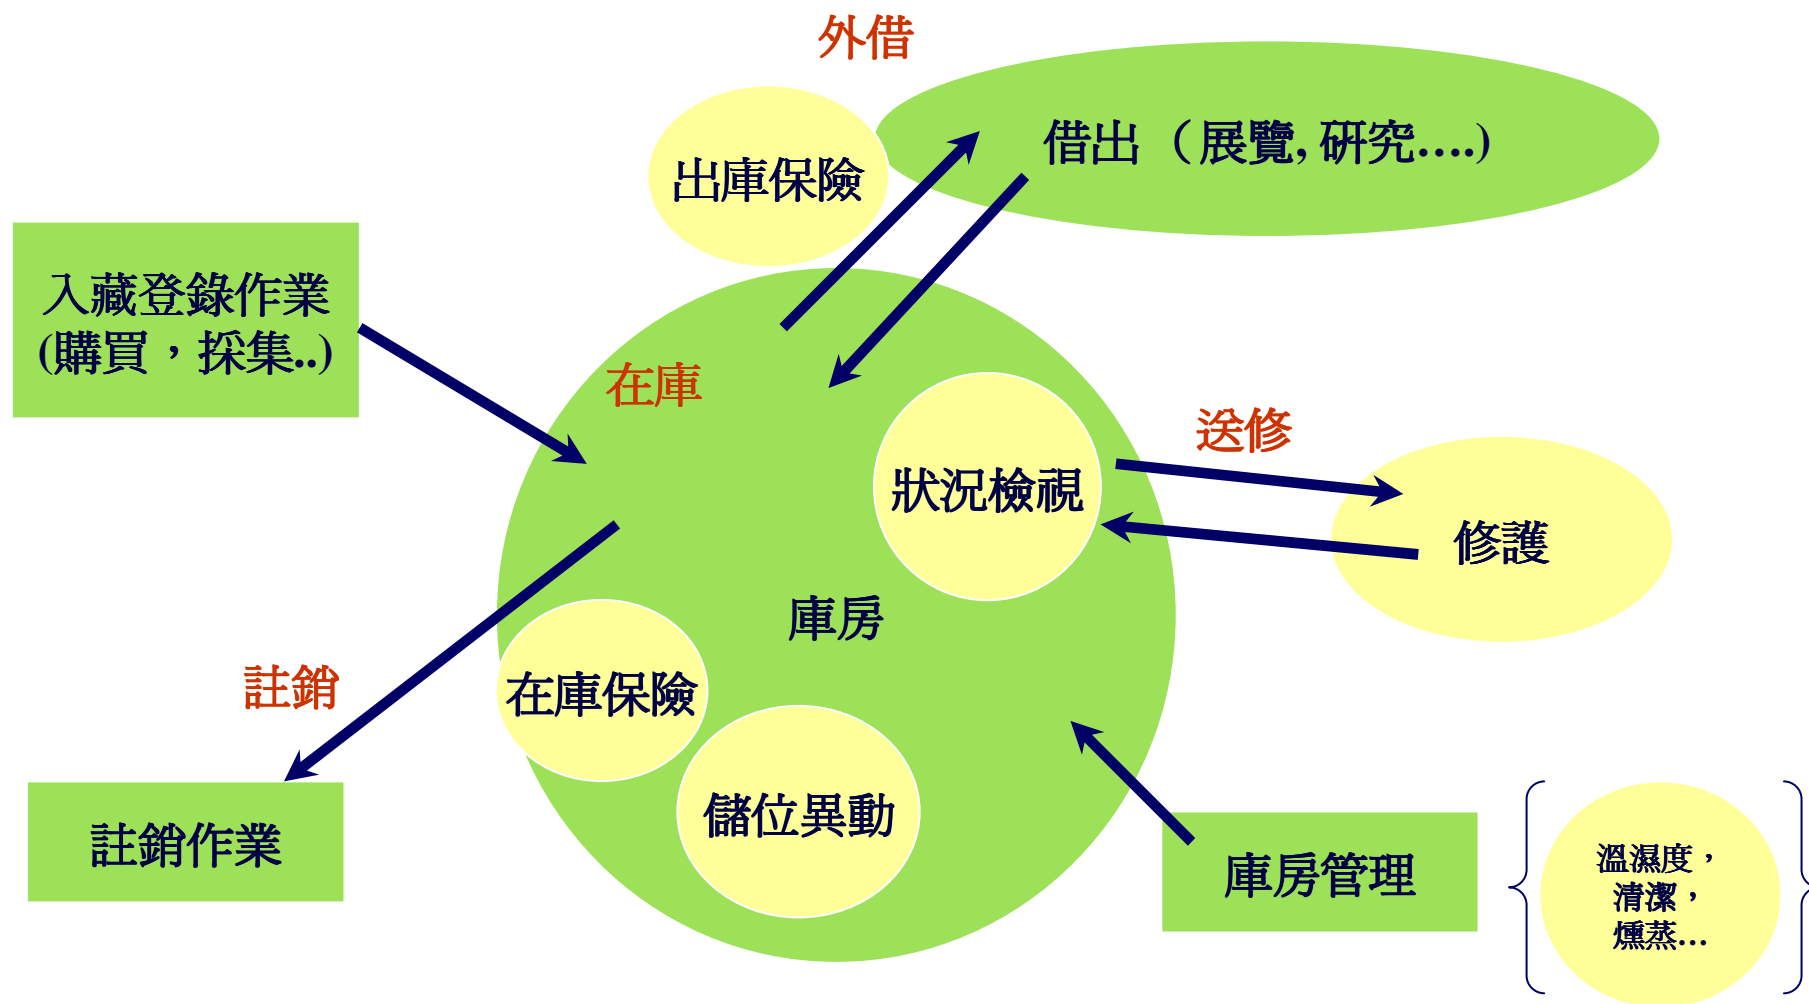 外借
借出（展覽, 研究….)
出庫保險
入藏登錄作業
(購買，採集..)
在庫
送修
狀況檢視
修護
庫房
註銷
在庫保險
儲位異動
註銷作業
庫房管理
溫濕度，
清潔，
燻蒸…